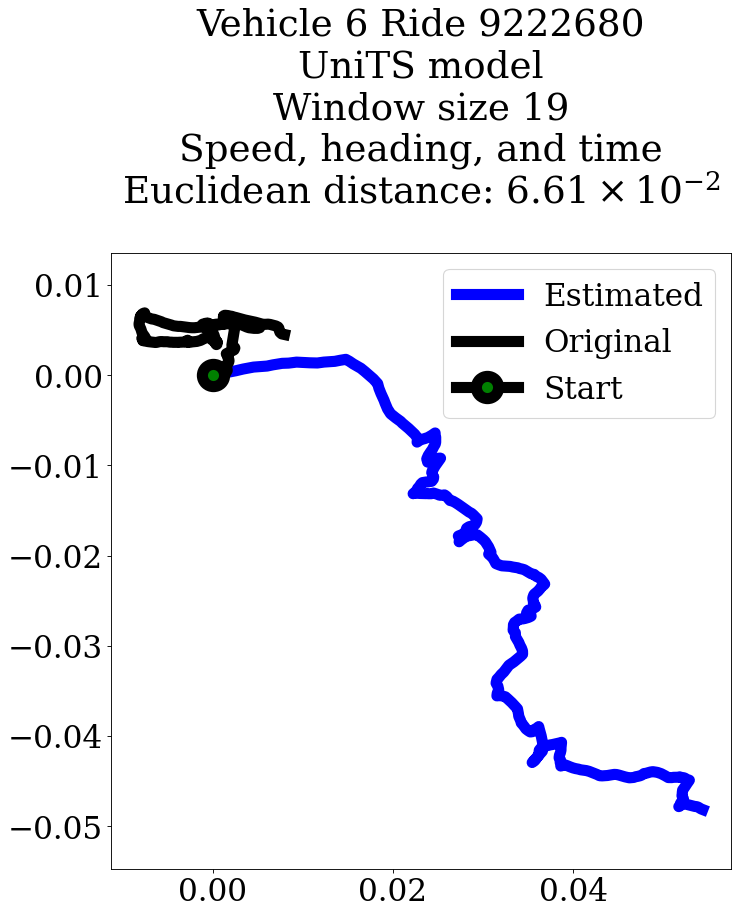 Vehicle 6 Ride 9222680
UniTS model
Window size 19
Speed, heading, and time
Euclidean distance: 6.61 × 10⁻²
Estimated
Original
Start
0.01
0.00
−0.01
−0.02
−0.03
−0.04
−0.05
0.00 0.02 0.04